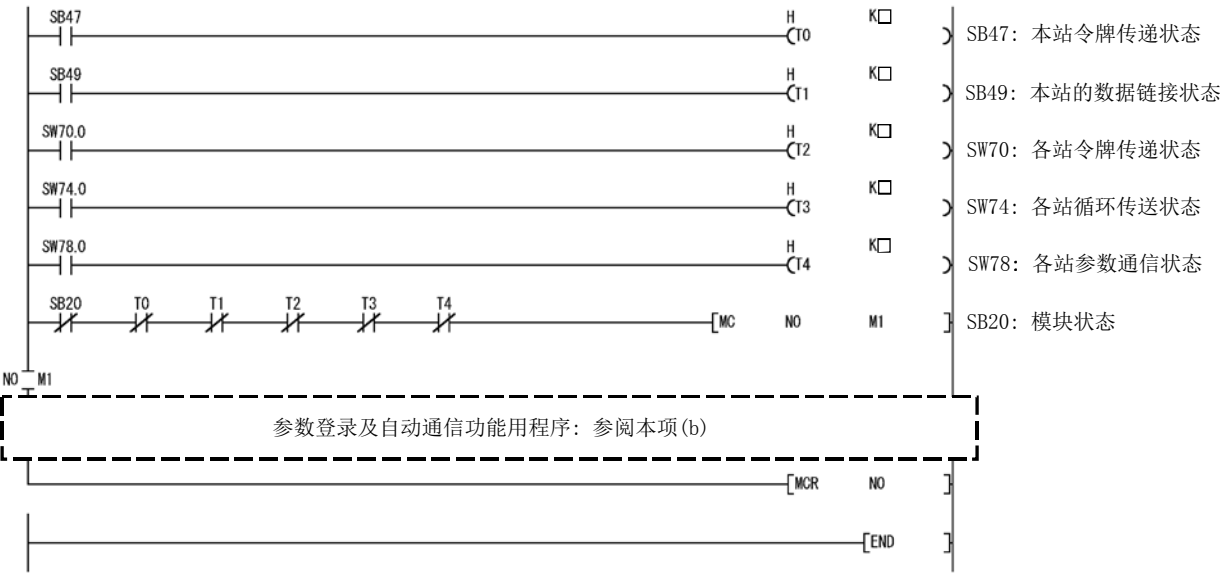 SB47 H K□
T0 SB47: 本站令牌传递状态
SB49 H K□
T1 SB49: 本站的数据链接状态
SW70.0 H K□
T2 SW70: 各站令牌传递状态
SW74.0 H K□
T3 SW74: 各站循环传送状态
SW78.0 H K□
T4 SW78: 各站参数通信状态
SB20 T0 T1 T2 T3 T4
MC N0 M1 SB20: 模块状态
N0 M1
参数登录及自动通信功能用程序: 参阅本项(b)
MCR N0
END